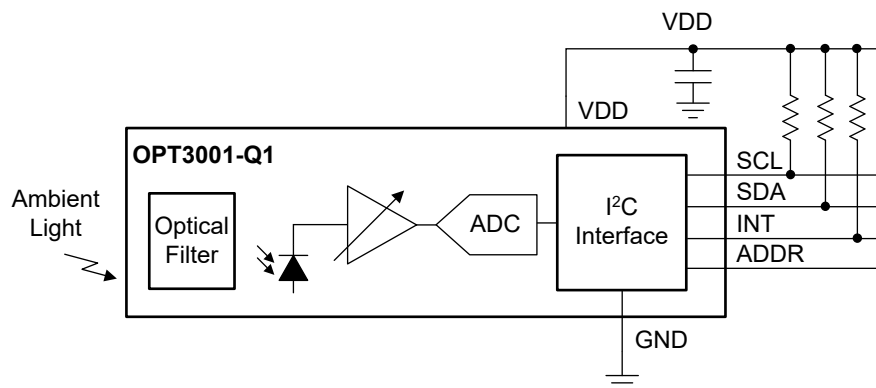 VDD
VDD
OPT3001-Q1
Ambient
Light
Optical
Filter
ADC
I²C
Interface
SCL
SDA
INT
ADDR
GND